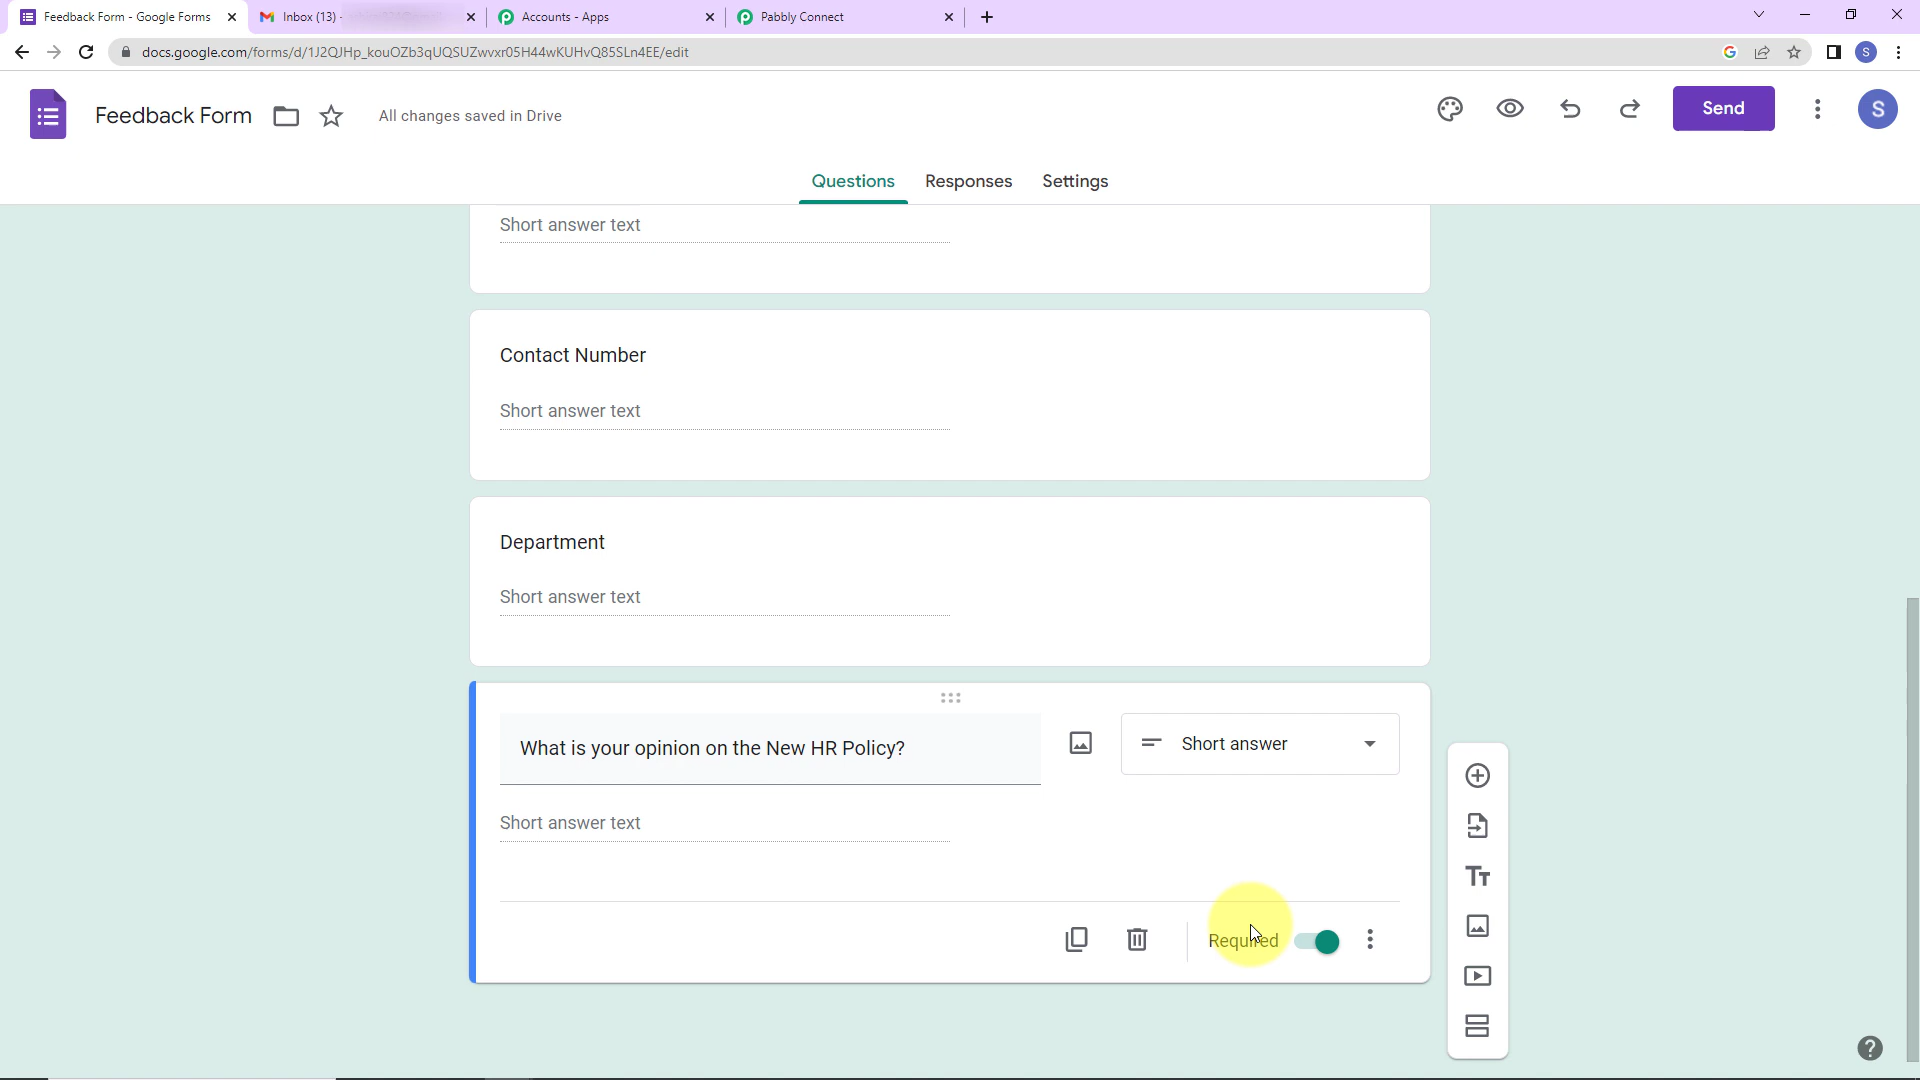 Feedback Form - Google Forms
Inbox (13) -
Accounts - Apps
Pabbly Connect
docs.google.com/forms/d/1J2QJHp_kouOZb3qUQSUZwvxr05H44wKUHvQ85SLn4EE/edit
S
Feedback Form
All changes saved in Drive
Send
S
Questions
Responses
Settings
Short answer text
Contact Number
Short answer text
Department
Short answer text
What is your opinion on the New HR Policy?
Short answer
Short answer text
Required